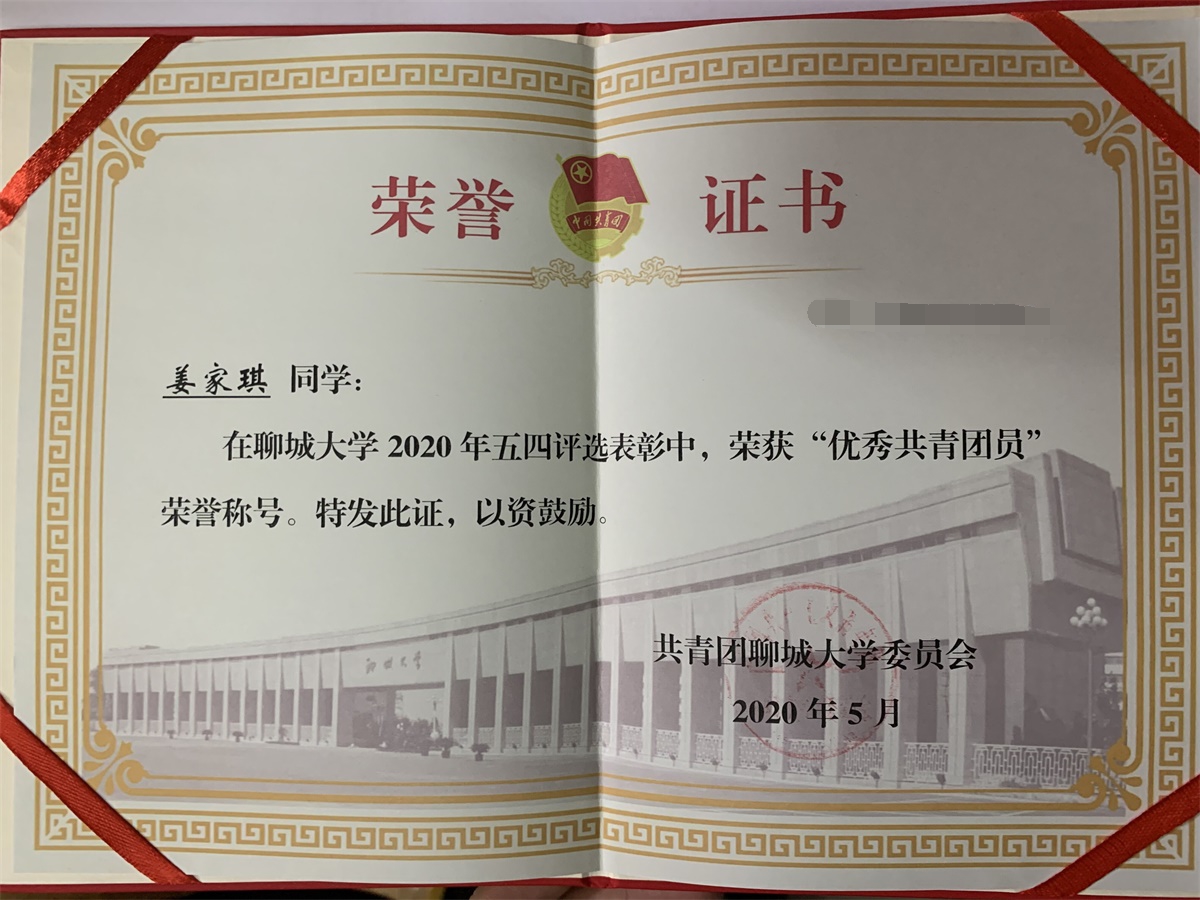 荣誉 证书
中国共青团
姜家琪 同学：
在聊城大学 2020 年五四评选表彰中，荣获“优秀共青团员”
荣誉称号。特发此证，以资鼓励。
聊城大学
共青团聊城大学委员会
2020 年 5 月